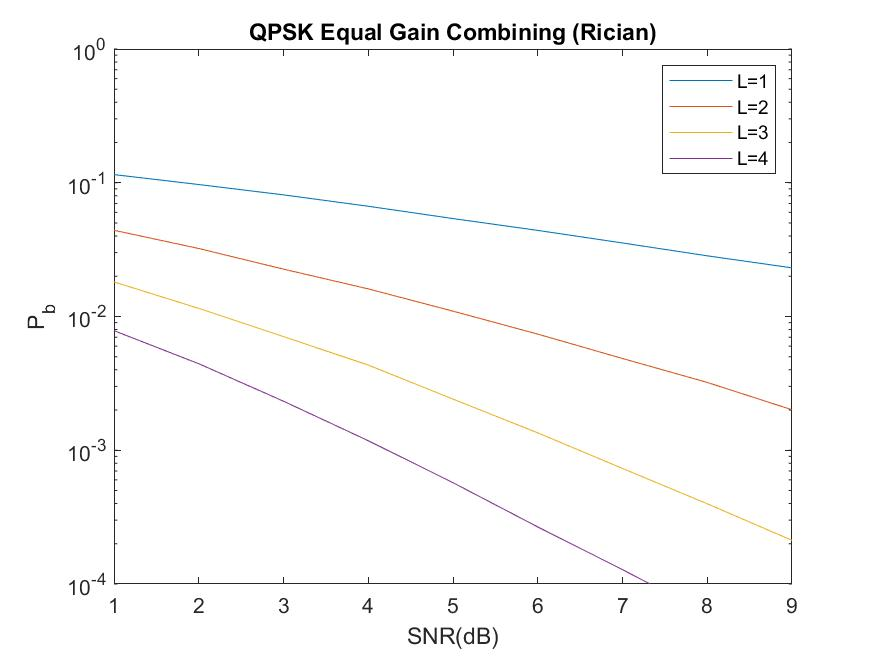 QPSK Equal Gain Combining (Rician)
L=1
L=2
L=3
L=4
10^0
10^-1
10^-2
10^-3
10^-4
P_b
1 2 3 4 5 6 7 8 9
SNR(dB)